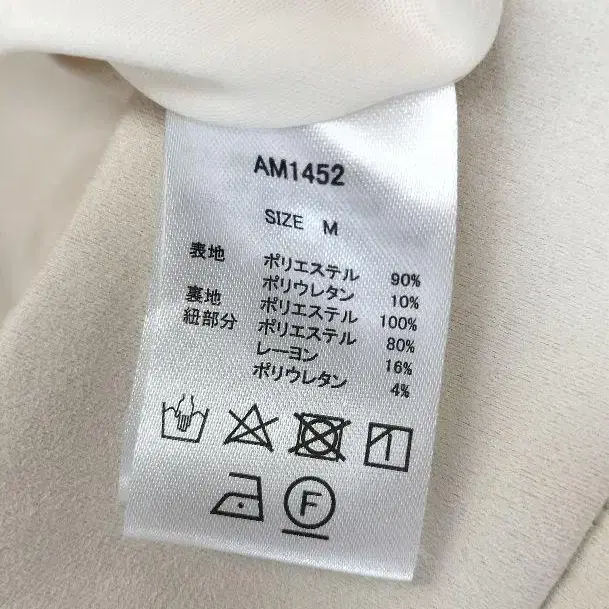 AM1452
SIZE M
表地 ポリエステル 90%
ポリウレタン 10%
裏地 ポリエステル 100%
紐部分 ポリエステル 80%
レーヨン 16%
ポリウレタン 4%
F